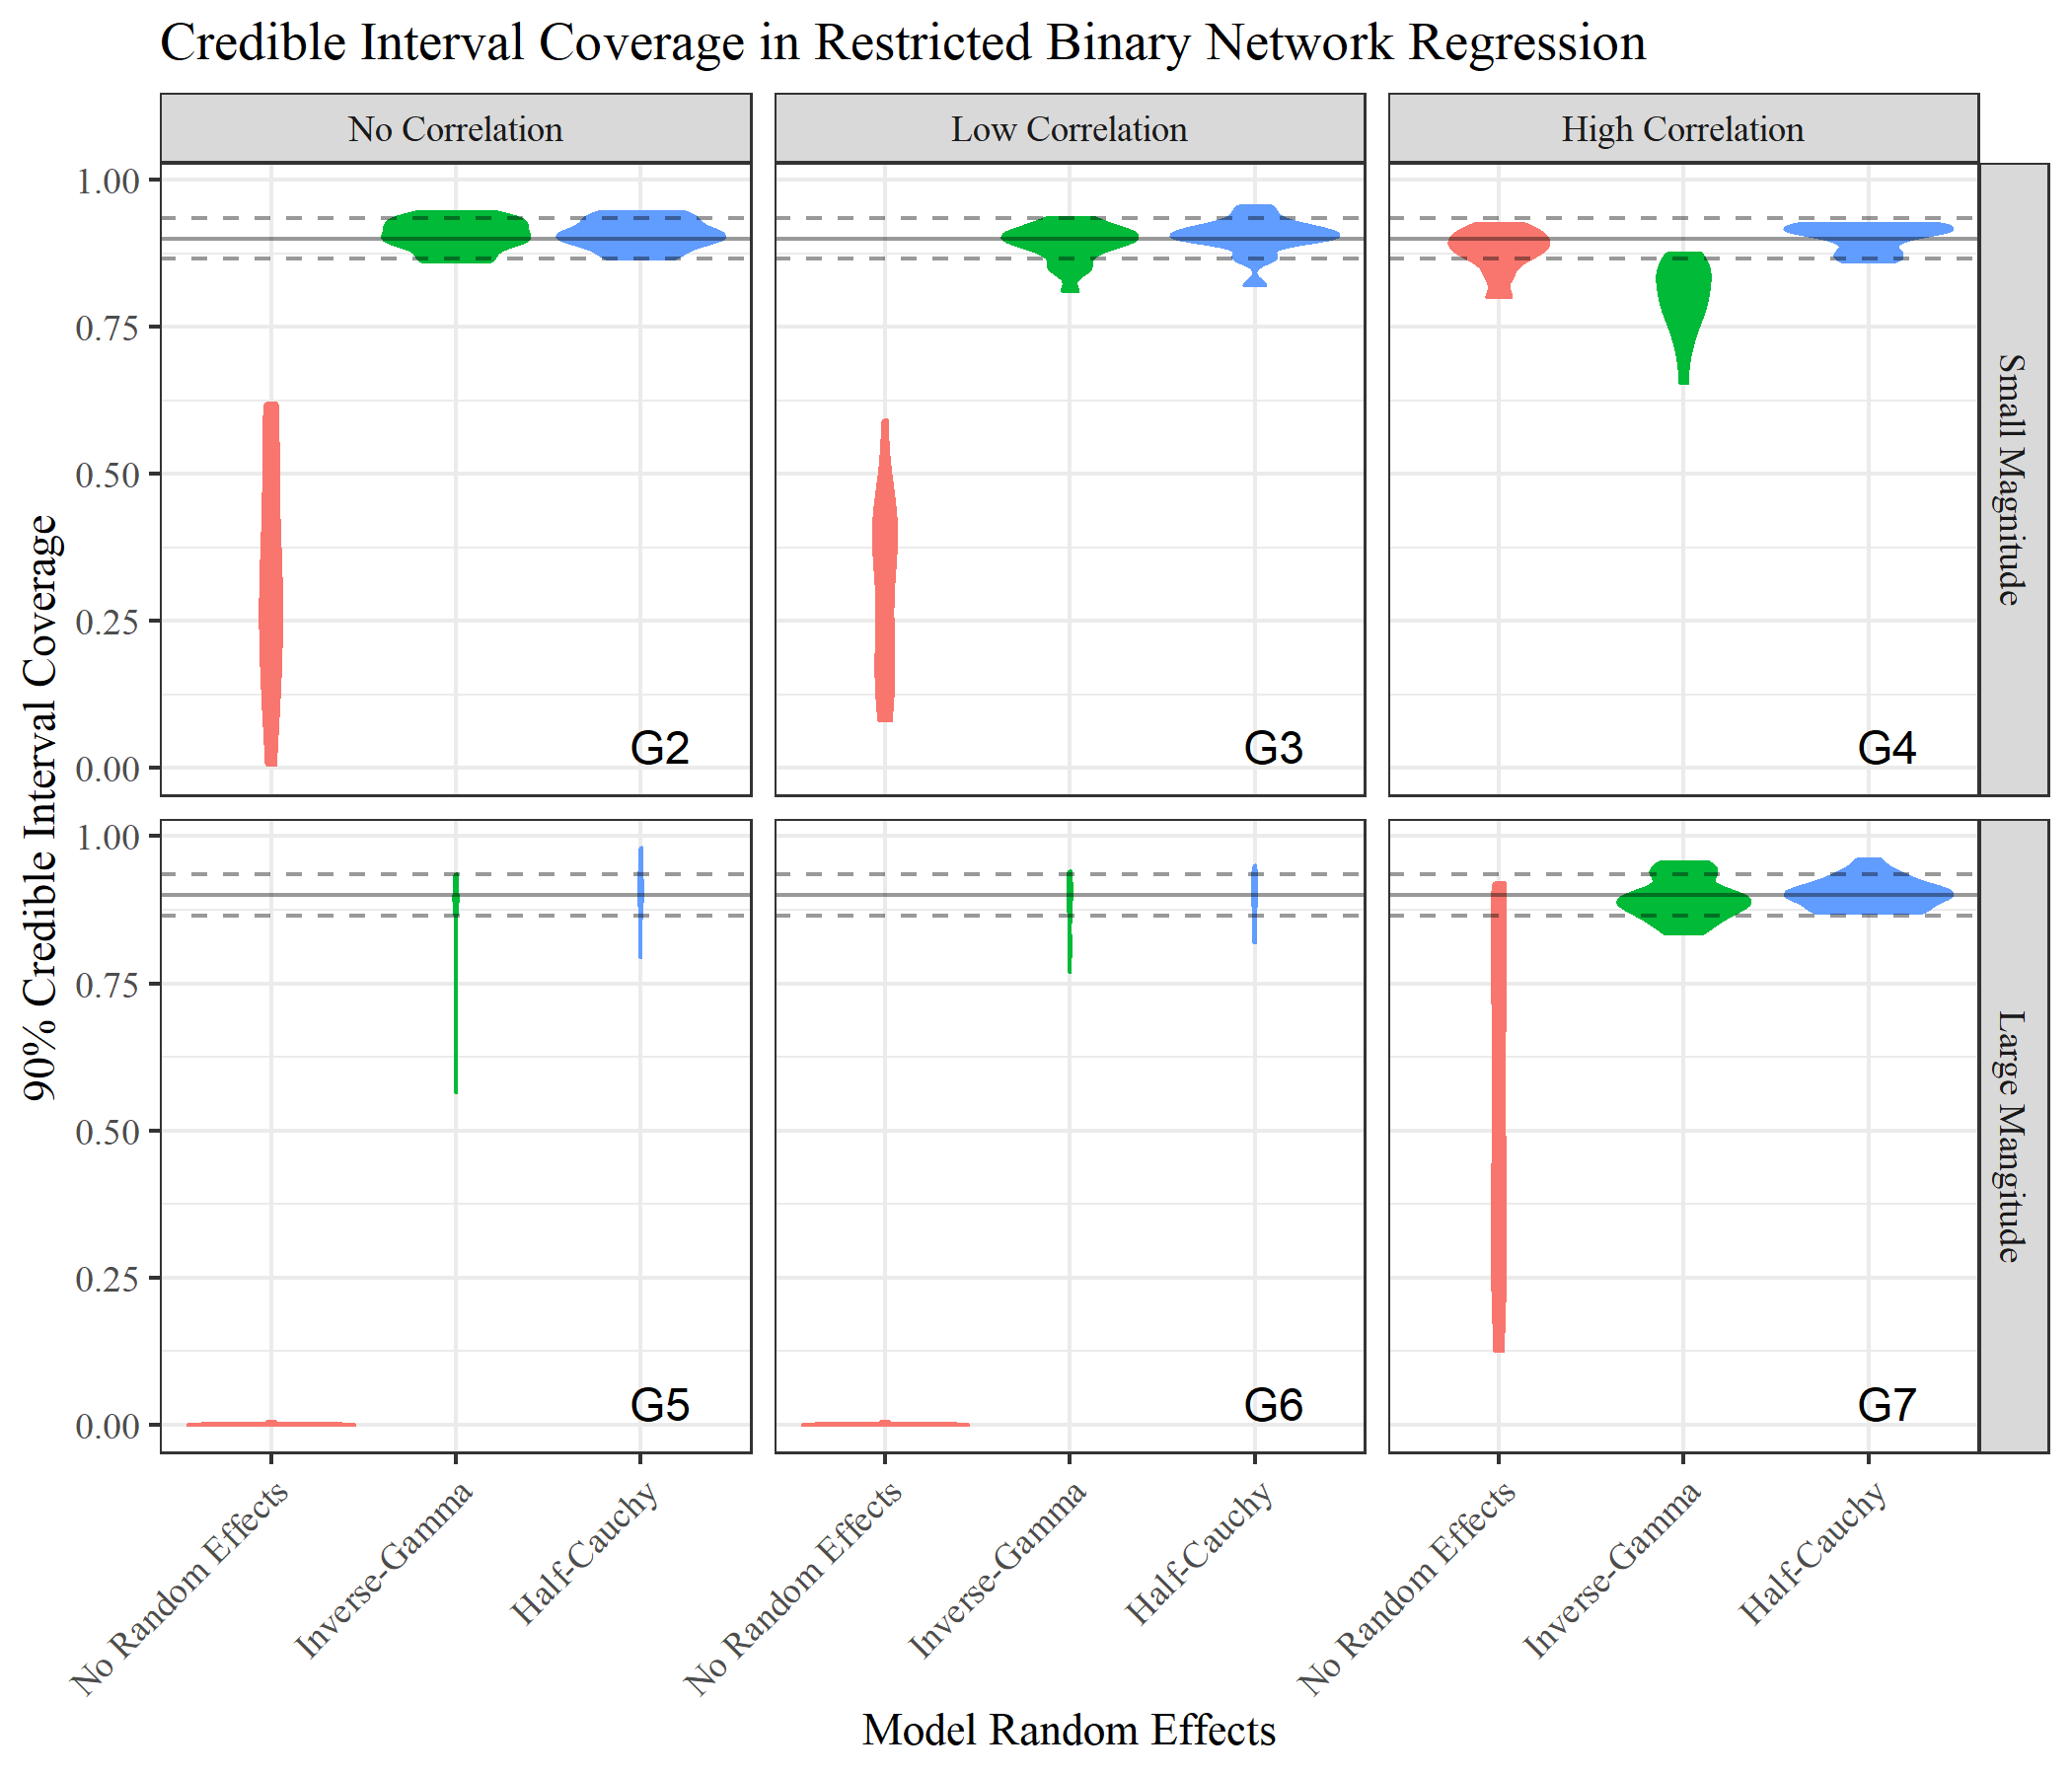 Credible Interval Coverage in Restricted Binary Network Regression
No Correlation
Low Correlation
High Correlation
90% Credible Interval Coverage
1.00
0.75
0.50
0.25
0.00
G2
G3
G4
Small Magnitude
1.00
0.75
0.50
0.25
0.00
G5
G6
G7
Large Mangitude
No Random Effects
Inverse-Gamma
Half-Cauchy
No Random Effects
Inverse-Gamma
Half-Cauchy
No Random Effects
Inverse-Gamma
Half-Cauchy
Model Random Effects